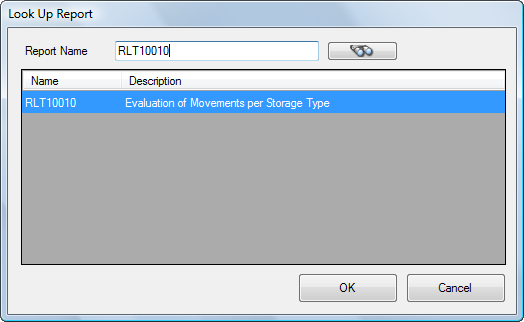 Look Up Report
Report Name RLT10010
Name Description
RLT10010 Evaluation of Movements per Storage Type
OK Cancel